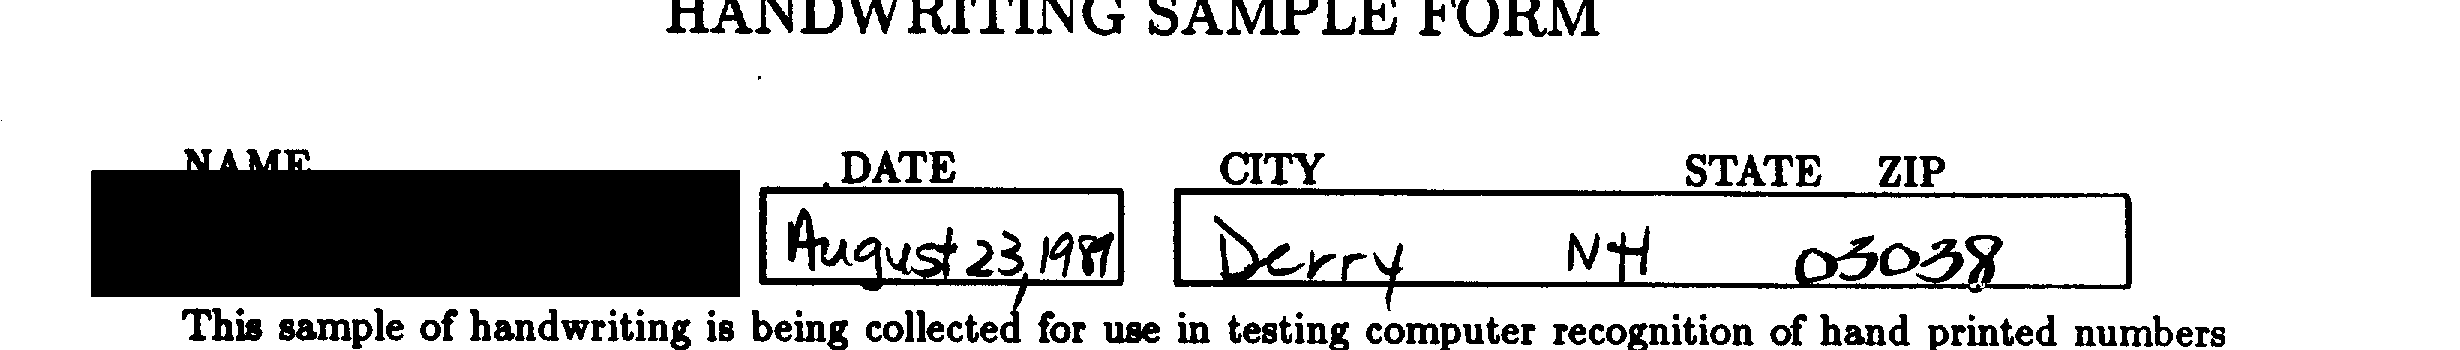 HANDWRITING SAMPLE FORM
NAME DATE CITY STATE ZIP
August 23, 1989 Derry NH 03038
This sample of handwriting is being collected for use in testing computer recognition of hand printed numbers